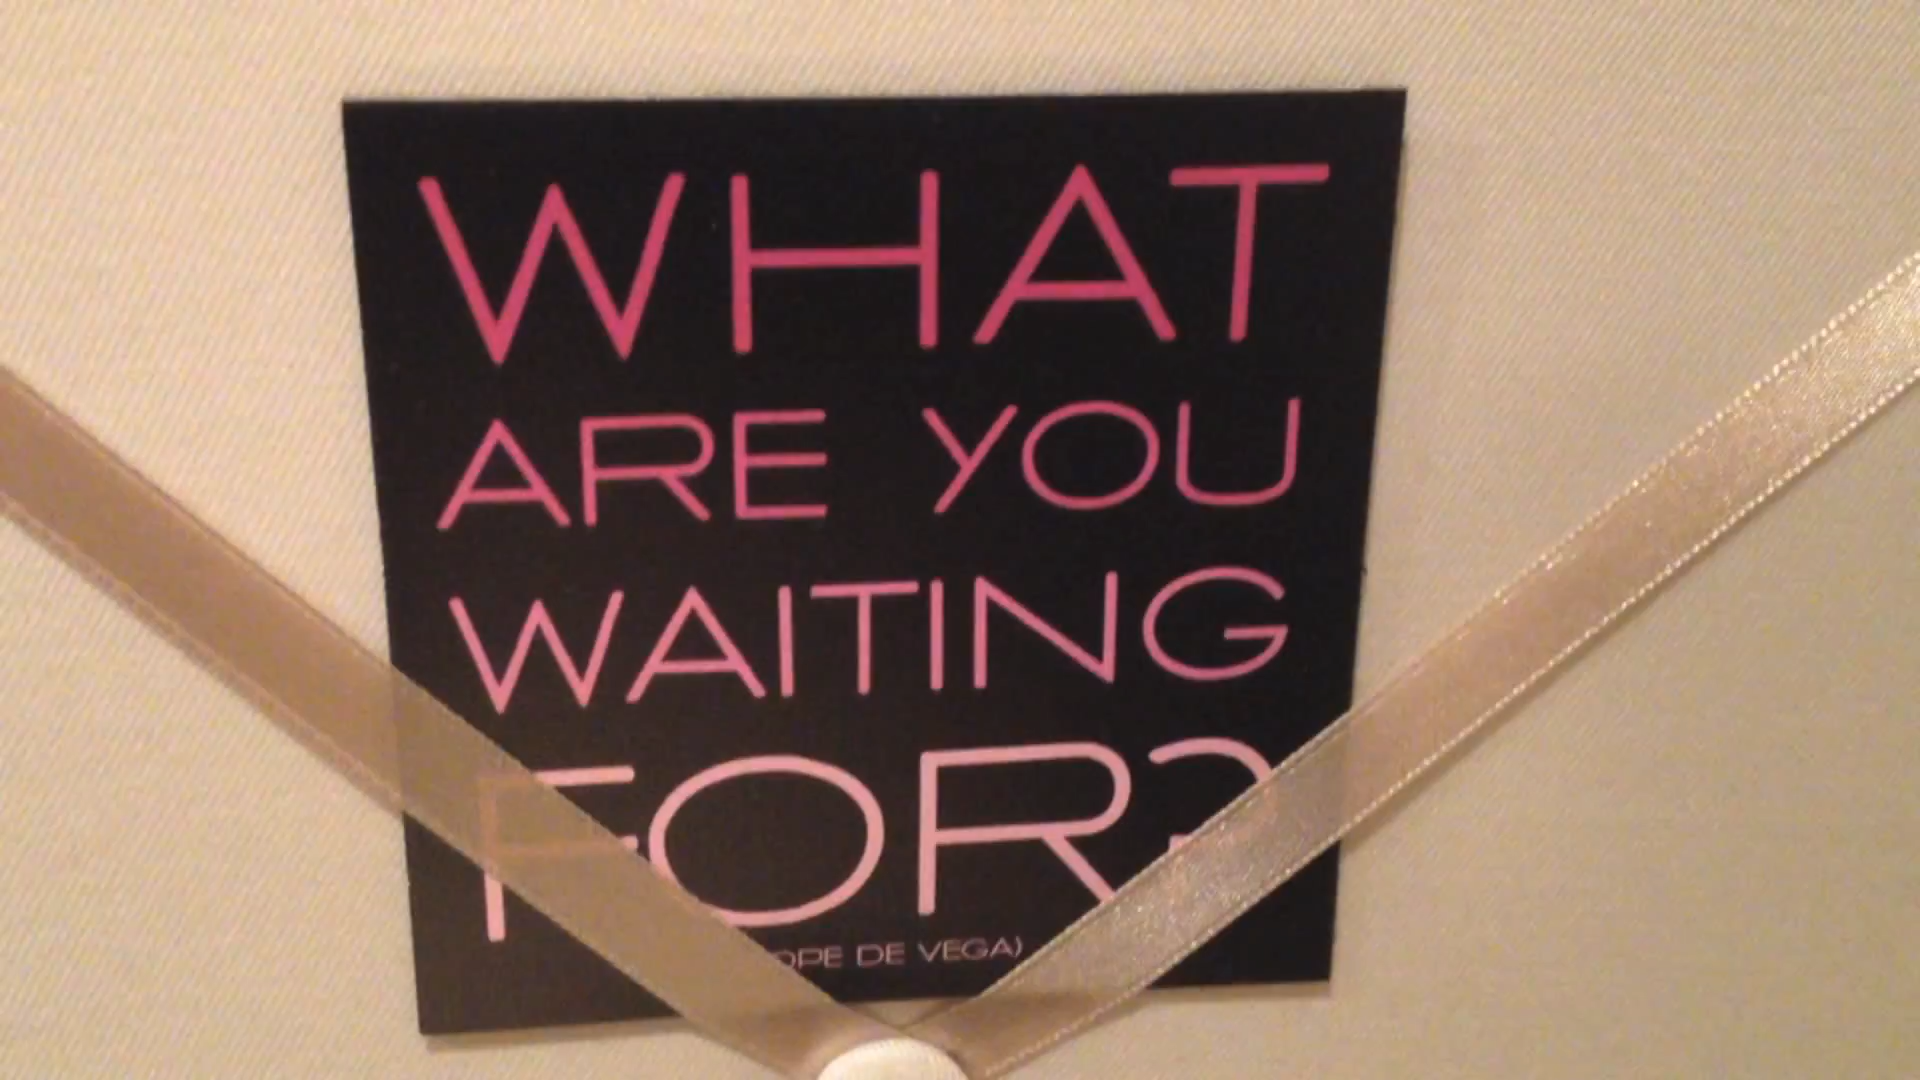 WHAT
ARE YOU
WAITING
FOR?
DE VEGA)